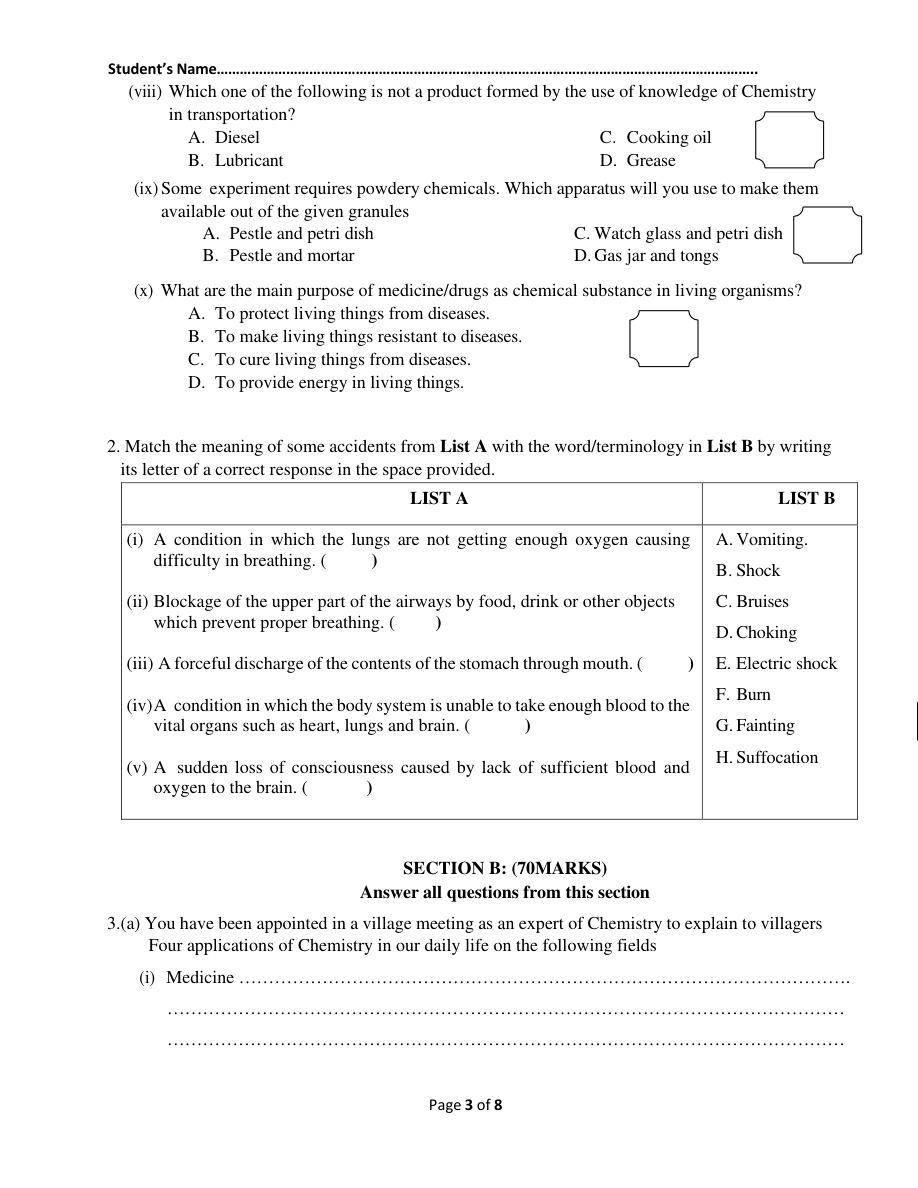 Student's Name………………………………………………………………………………………………………………………..
(viii) Which one of the following is not a product formed by the use of knowledge of Chemistry
in transportation?
A. Diesel C. Cooking oil
B. Lubricant D. Grease
(ix) Some experiment requires powdery chemicals. Which apparatus will you use to make them
available out of the given granules
A. Pestle and petri dish C. Watch glass and petri dish
B. Pestle and mortar D. Gas jar and tongs
(x) What are the main purpose of medicine/drugs as chemical substance in living organisms?
A. To protect living things from diseases.
B. To make living things resistant to diseases.
C. To cure living things from diseases.
D. To provide energy in living things.
2. Match the meaning of some accidents from List A with the word/terminology in List B by writing
its letter of a correct response in the space provided.
LIST A
(i) A condition in which the lungs are not getting enough oxygen causing
difficulty in breathing. ( )
(ii) Blockage of the upper part of the airways by food, drink or other objects
which prevent proper breathing. ( )
(iii) A forceful discharge of the contents of the stomach through mouth. ( )
(iv) A condition in which the body system is unable to take enough blood to the
vital organs such as heart, lungs and brain. ( )
(v) A sudden loss of consciousness caused by lack of sufficient blood and
oxygen to the brain. ( )
LIST B
A. Vomiting.
B. Shock
C. Bruises
D. Choking
E. Electric shock
F. Burn
G. Fainting
H. Suffocation
SECTION B: (70MARKS)
Answer all questions from this section
3.(a) You have been appointed in a village meeting as an expert of Chemistry to explain to villagers
Four applications of Chemistry in our daily life on the following fields
(i) Medicine ………………………………………………………………………………………….
……………………………………………………………………………………………………
……………………………………………………………………………………………………
Page 3 of 8